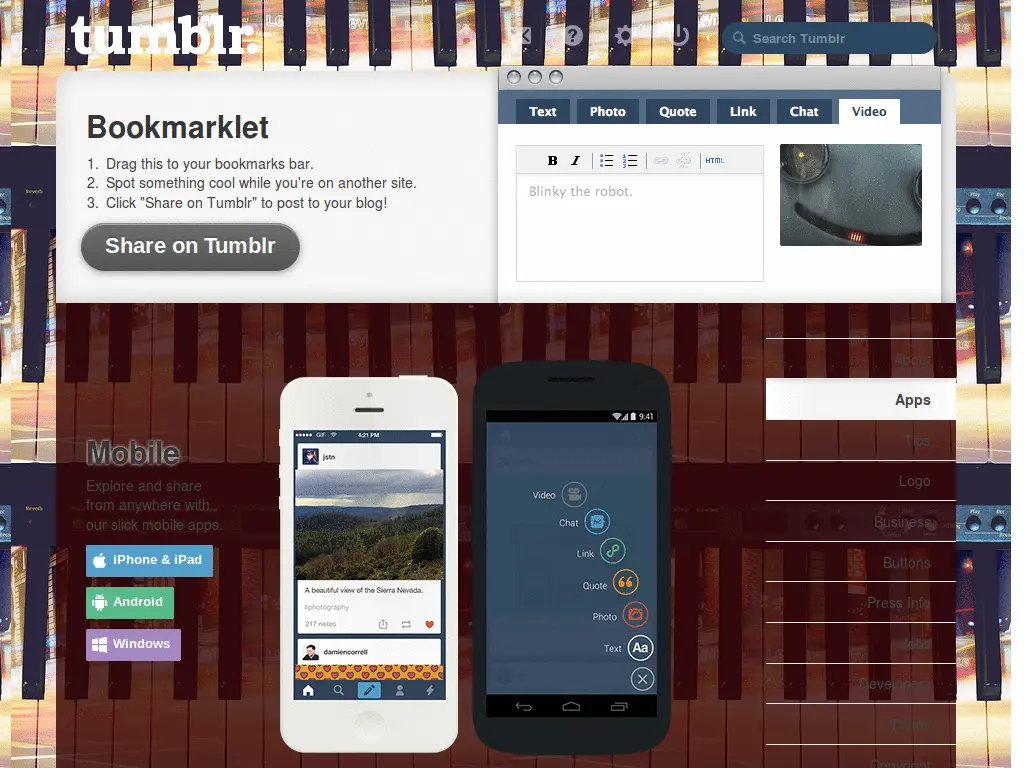 tumblr.
Search Tumblr
Bookmarklet
1. Drag this to your bookmarks bar.
2. Spot something cool while you're on another site.
3. Click "Share on Tumblr" to post to your blog!
Share on Tumblr
Text Photo Quote Link Chat Video
B I HTML
Blinky the robot.
Mobile
Explore and share
from anywhere with
our slick mobile apps.
iPhone & iPad
Android
Windows
GIF 4:21 PM
jstn
A beautiful view of the Sierra Nevada.
#photography
217 notes
damiencorrell
9:41
Video
Chat
Link
Quote
Photo
Text Aa
About
Apps
Tips
Logo
Business
Buttons
Press Info
Jobs
Developers
Terms
Copyright